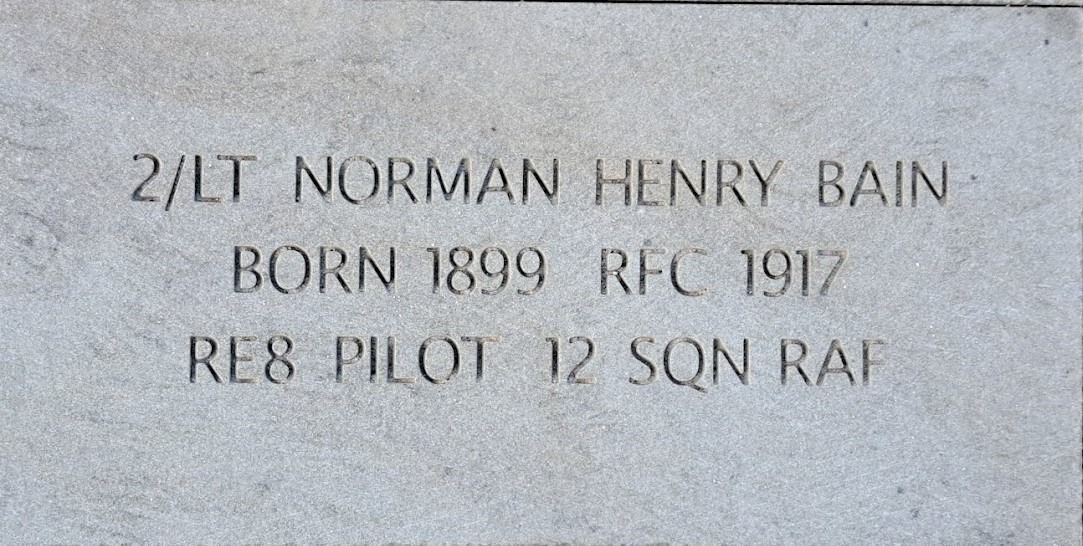 2/LT NORMAN HENRY BAIN
BORN 1899 RFC 1917
RE8 PILOT 12 SQN RAF